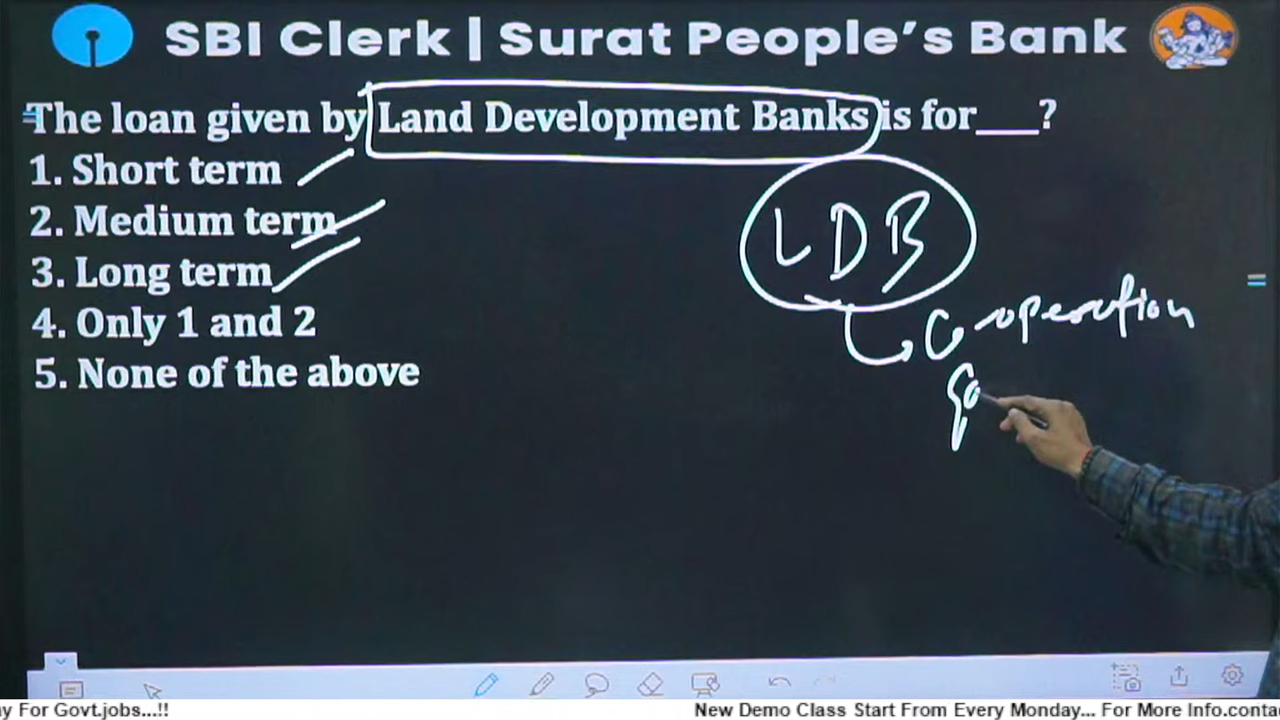 SBI Clerk | Surat People's Bank
The loan given by Land Development Banks is for___?
1. Short term
2. Medium term
3. Long term
4. Only 1 and 2
5. None of the above
LDB
Co-operation
y For Govt.jobs...!!
New Demo Class Start From Every Monday... For More Info.conta